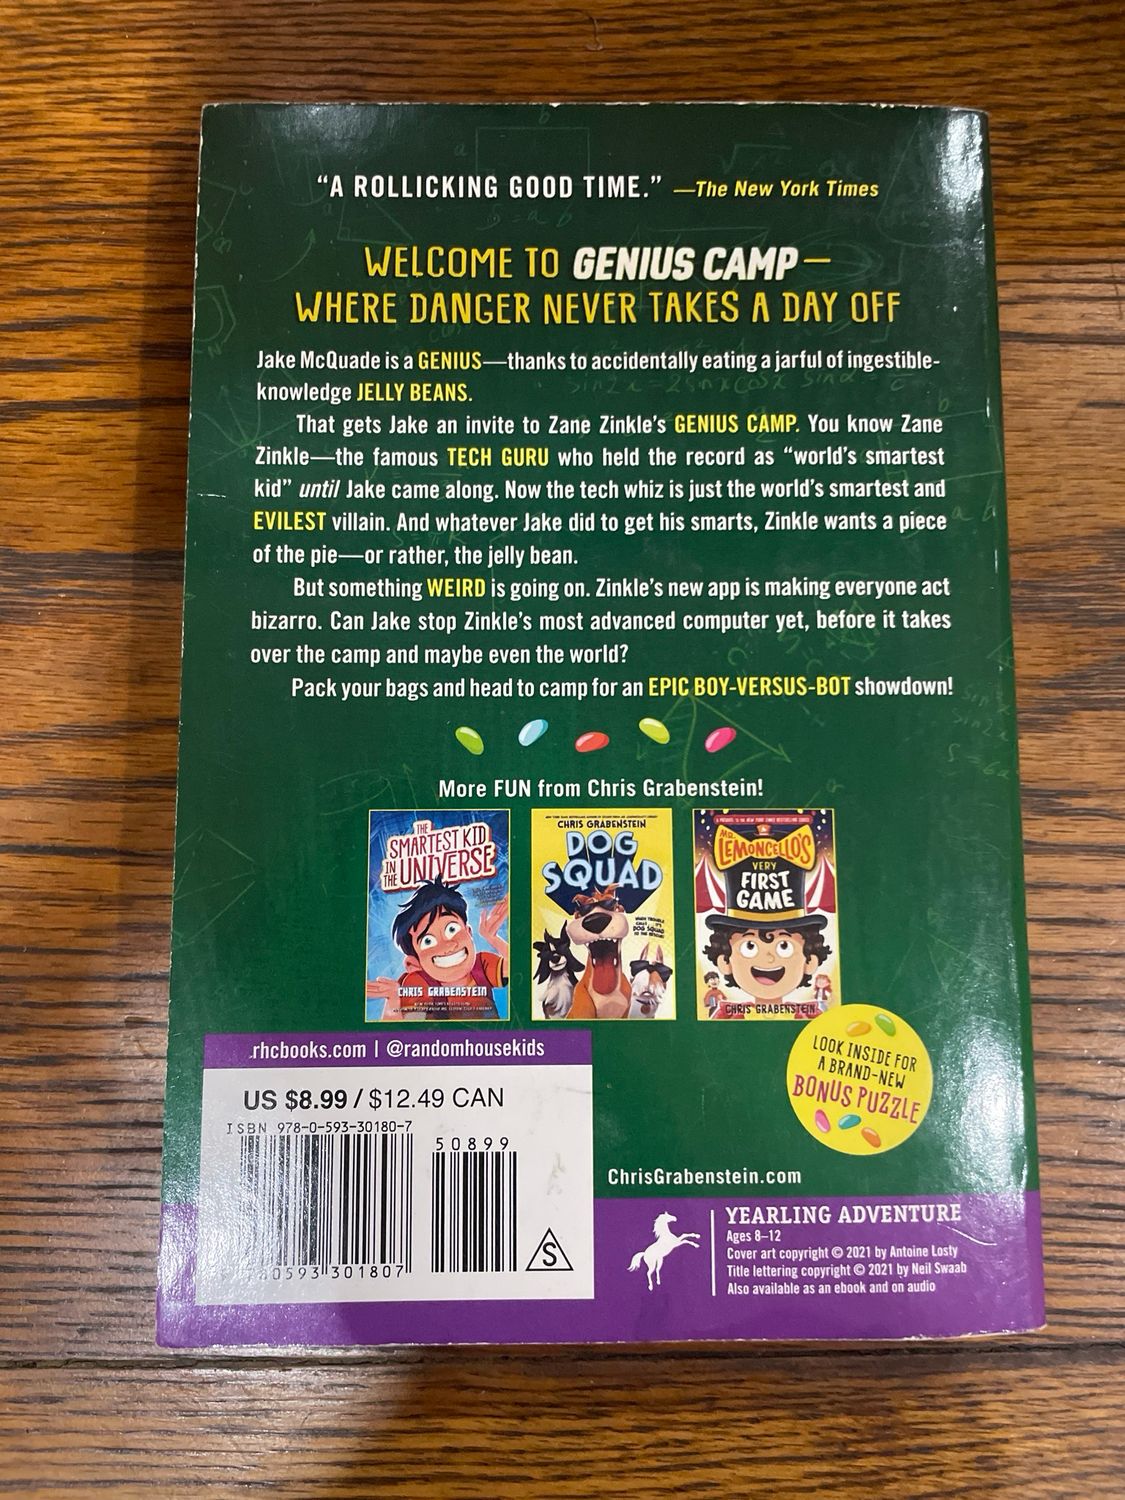 “A ROLLICKING GOOD TIME.” —The New York Times
WELCOME TO GENIUS CAMP—
WHERE DANGER NEVER TAKES A DAY OFF
Jake McQuade is a GENIUS—thanks to accidentally eating a jarful of ingestible-
knowledge JELLY BEANS.
That gets Jake an invite to Zane Zinkle’s GENIUS CAMP. You know Zane
Zinkle—the famous TECH GURU who held the record as “world’s smartest
kid” until Jake came along. Now the tech whiz is just the world’s smartest and
EVILEST villain. And whatever Jake did to get his smarts, Zinkle wants a piece
of the pie—or rather, the jelly bean.
But something WEIRD is going on. Zinkle’s new app is making everyone act
bizarro. Can Jake stop Zinkle’s most advanced computer yet, before it takes
over the camp and maybe even the world?
Pack your bags and head to camp for an EPIC BOY-VERSUS-BOT showdown!
More FUN from Chris Grabenstein!
THE
SMARTEST KID
IN THE UNIVERSE
CHRIS GRABENSTEIN
CHRIS GRABENSTEIN
DOG
SQUAD
MR.
LEMONCELLO'S
VERY
FIRST
GAME
CHRIS GRABENSTEIN
LOOK INSIDE FOR
A BRAND-NEW
BONUS PUZZLE
rhcbooks.com | @randomhousekids
US $8.99 / $12.49 CAN
ISBN 978-0-593-30180-7
50899
0593 301807
S
ChrisGrabenstein.com
YEARLING ADVENTURE
Ages 8–12
Cover art copyright © 2021 by Antoine Losty
Title lettering copyright © 2021 by Neil Swaab
Also available as an ebook and on audio